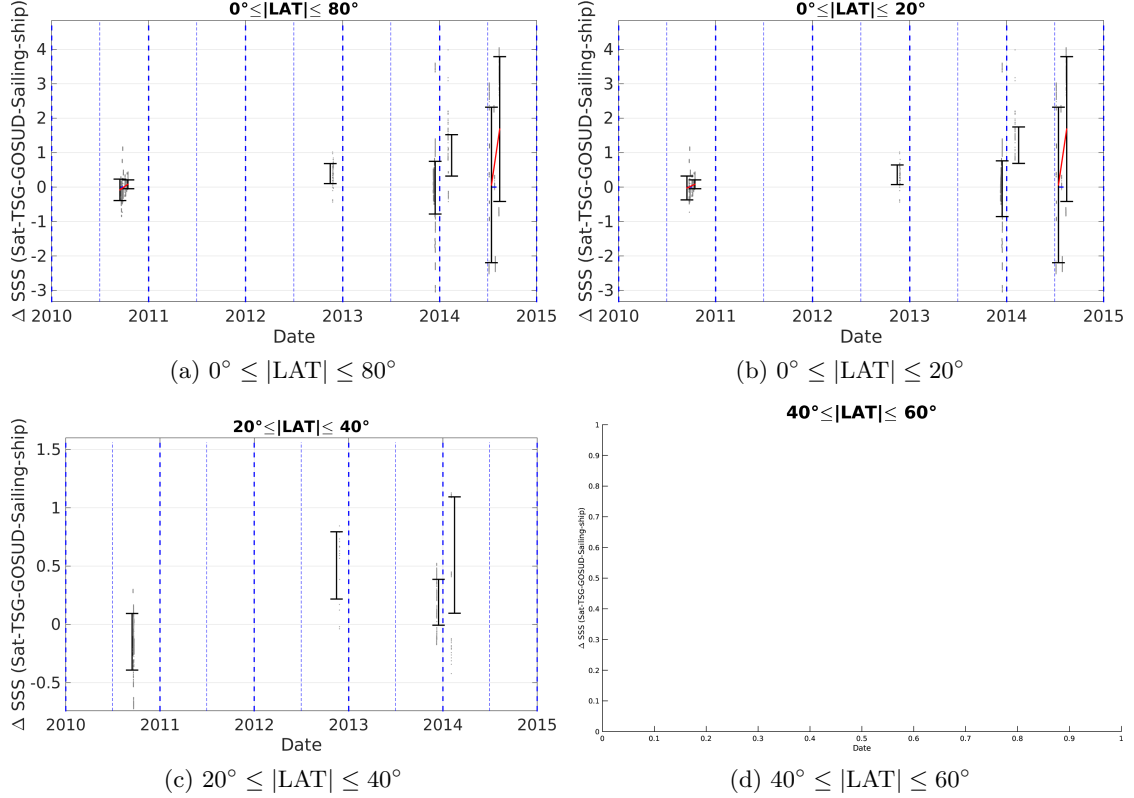 0°≤|LAT|≤ 80°
Δ SSS (Sat-TSG-GOSUD-Sailing-ship)
4
3
2
1
0
-1
-2
-3
2010 2011 2012 2013 2014 2015
Date
(a) 0° ≤ |LAT| ≤ 80°
0°≤|LAT|≤ 20°
Δ SSS (Sat-TSG-GOSUD-Sailing-ship)
4
3
2
1
0
-1
-2
-3
2010 2011 2012 2013 2014 2015
Date
(b) 0° ≤ |LAT| ≤ 20°
20°≤|LAT|≤ 40°
Δ SSS (Sat-TSG-GOSUD-Sailing-ship)
1.5
1
0.5
0
-0.5
2010 2011 2012 2013 2014 2015
Date
(c) 20° ≤ |LAT| ≤ 40°
40°≤|LAT|≤ 60°
Δ SSS (Sat-TSG-GOSUD-Sailing-ship)
1
0.9
0.8
0.7
0.6
0.5
0.4
0.3
0.2
0.1
0
0 0.1 0.2 0.3 0.4 0.5 0.6 0.7 0.8 0.9 1
Date
(d) 40° ≤ |LAT| ≤ 60°